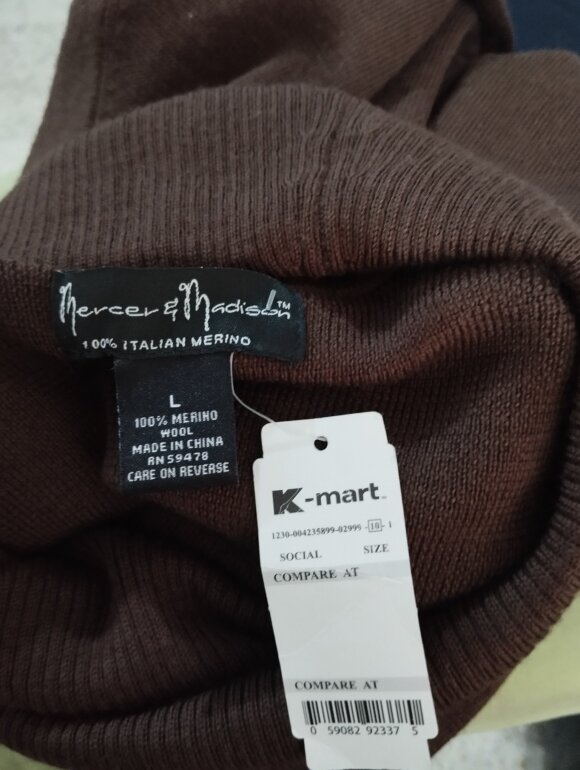 Mercer & Madison™
100% ITALIAN MERINO
L
100% MERINO
WOOL
MADE IN CHINA
RN 59478
CARE ON REVERSE
K-mart
1230-004235899-02999 -10- 1
SOCIAL SIZE
COMPARE AT
COMPARE AT
0 59082 92337 5